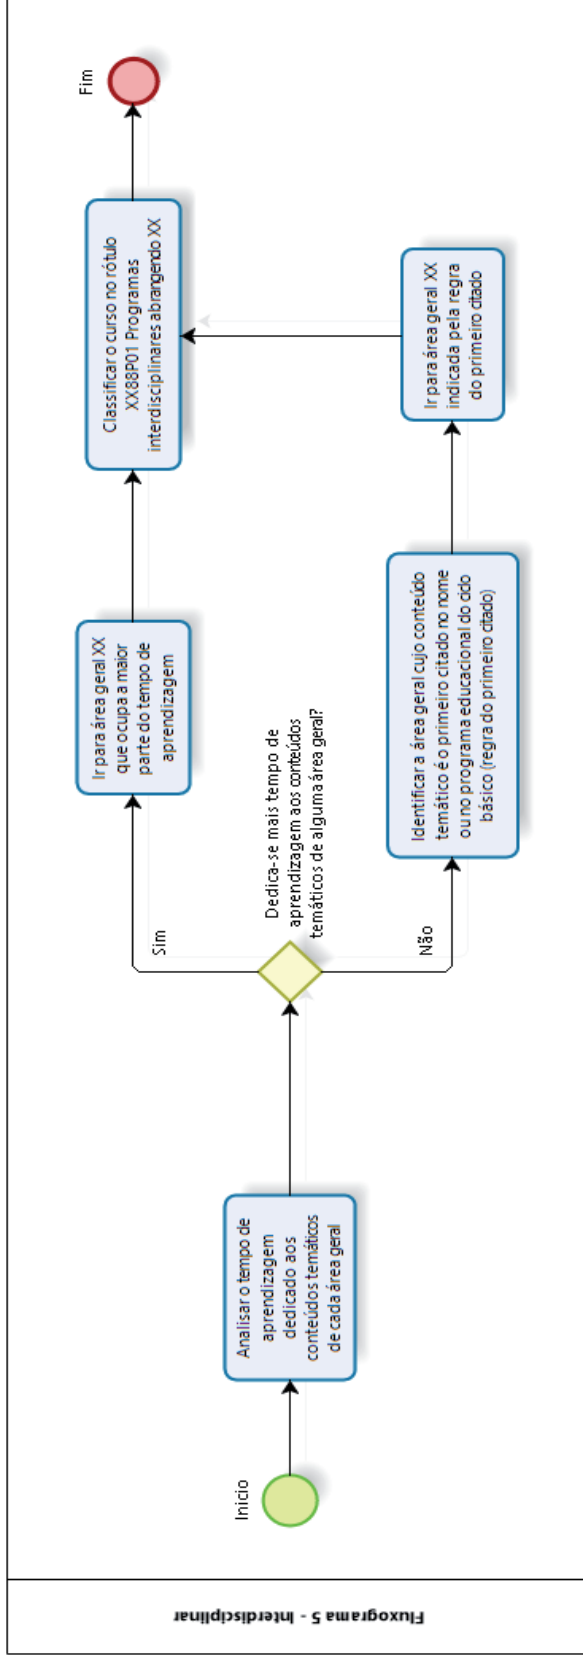 Fluxograma 5 - Interdisciplinar
Inicio
Analisar o tempo de
aprendizagem
dedicado aos
conteúdos temáticos
de cada área geral
Dedica-se mais tempo de
aprendizagem aos conteúdos
temáticos de alguma área geral?
Sim
Ir para área geral XX
que ocupa a maior
parte do tempo de
aprendizagem
Classificar o curso no rótulo
XX88P01 Programas
interdisciplinares abrangendo XX
Fim
Não
Identificar a área geral cujo conteúdo
temático é o primeiro citado no nome
ou no programa educacional do ciclo
básico (regra do primeiro citado)
Ir para área geral XX
indicada pela regra
do primeiro citado